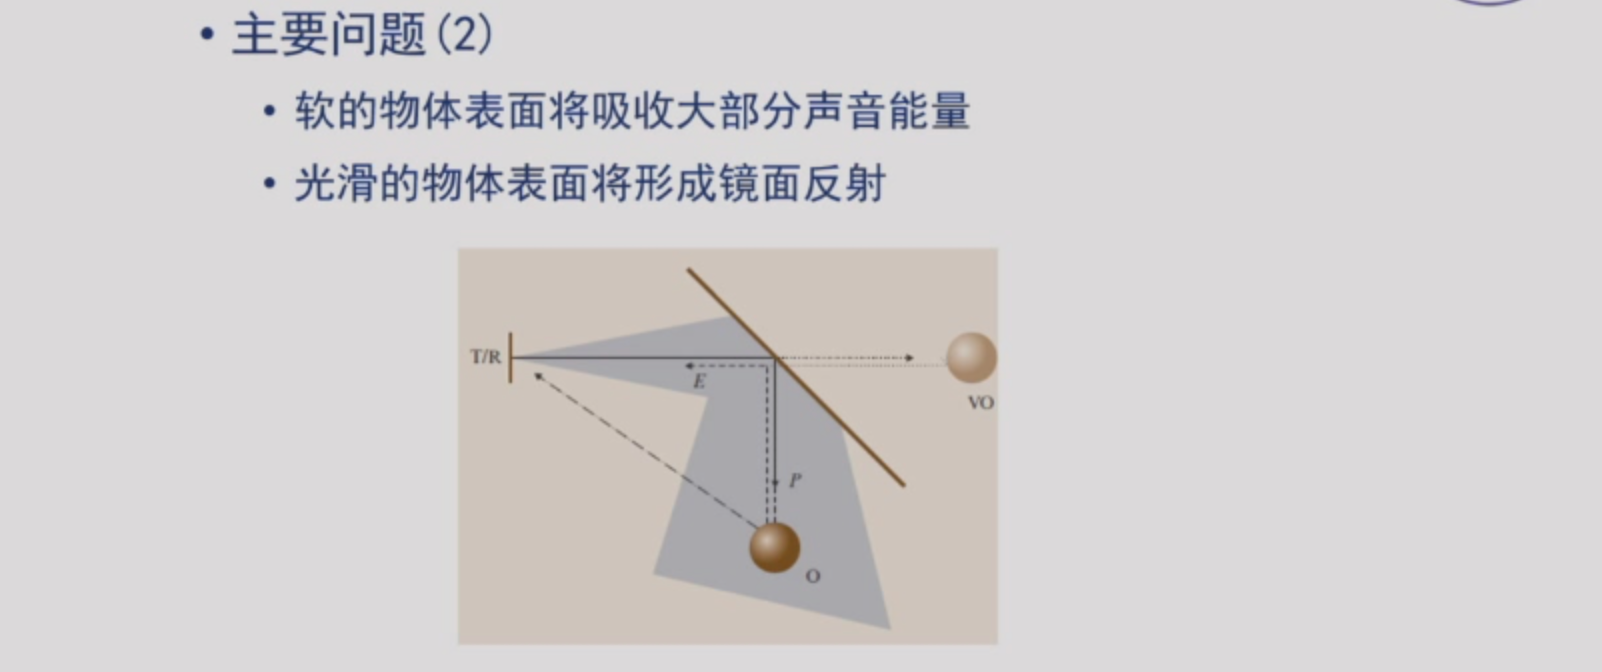 • 主要问题(2)
• 软的物体表面将吸收大部分声音能量
• 光滑的物体表面将形成镜面反射
T/R
E
VO
P
O